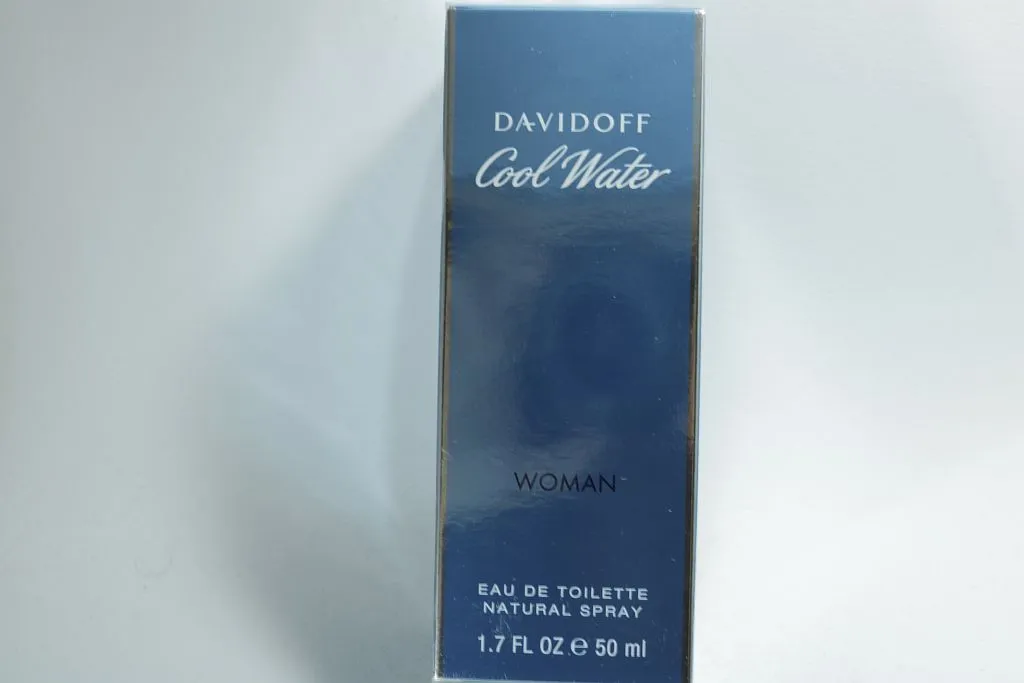 DAVIDOFF
Cool Water
WOMAN
EAU DE TOILETTE
NATURAL SPRAY
1.7 FL OZ ℮ 50 ml